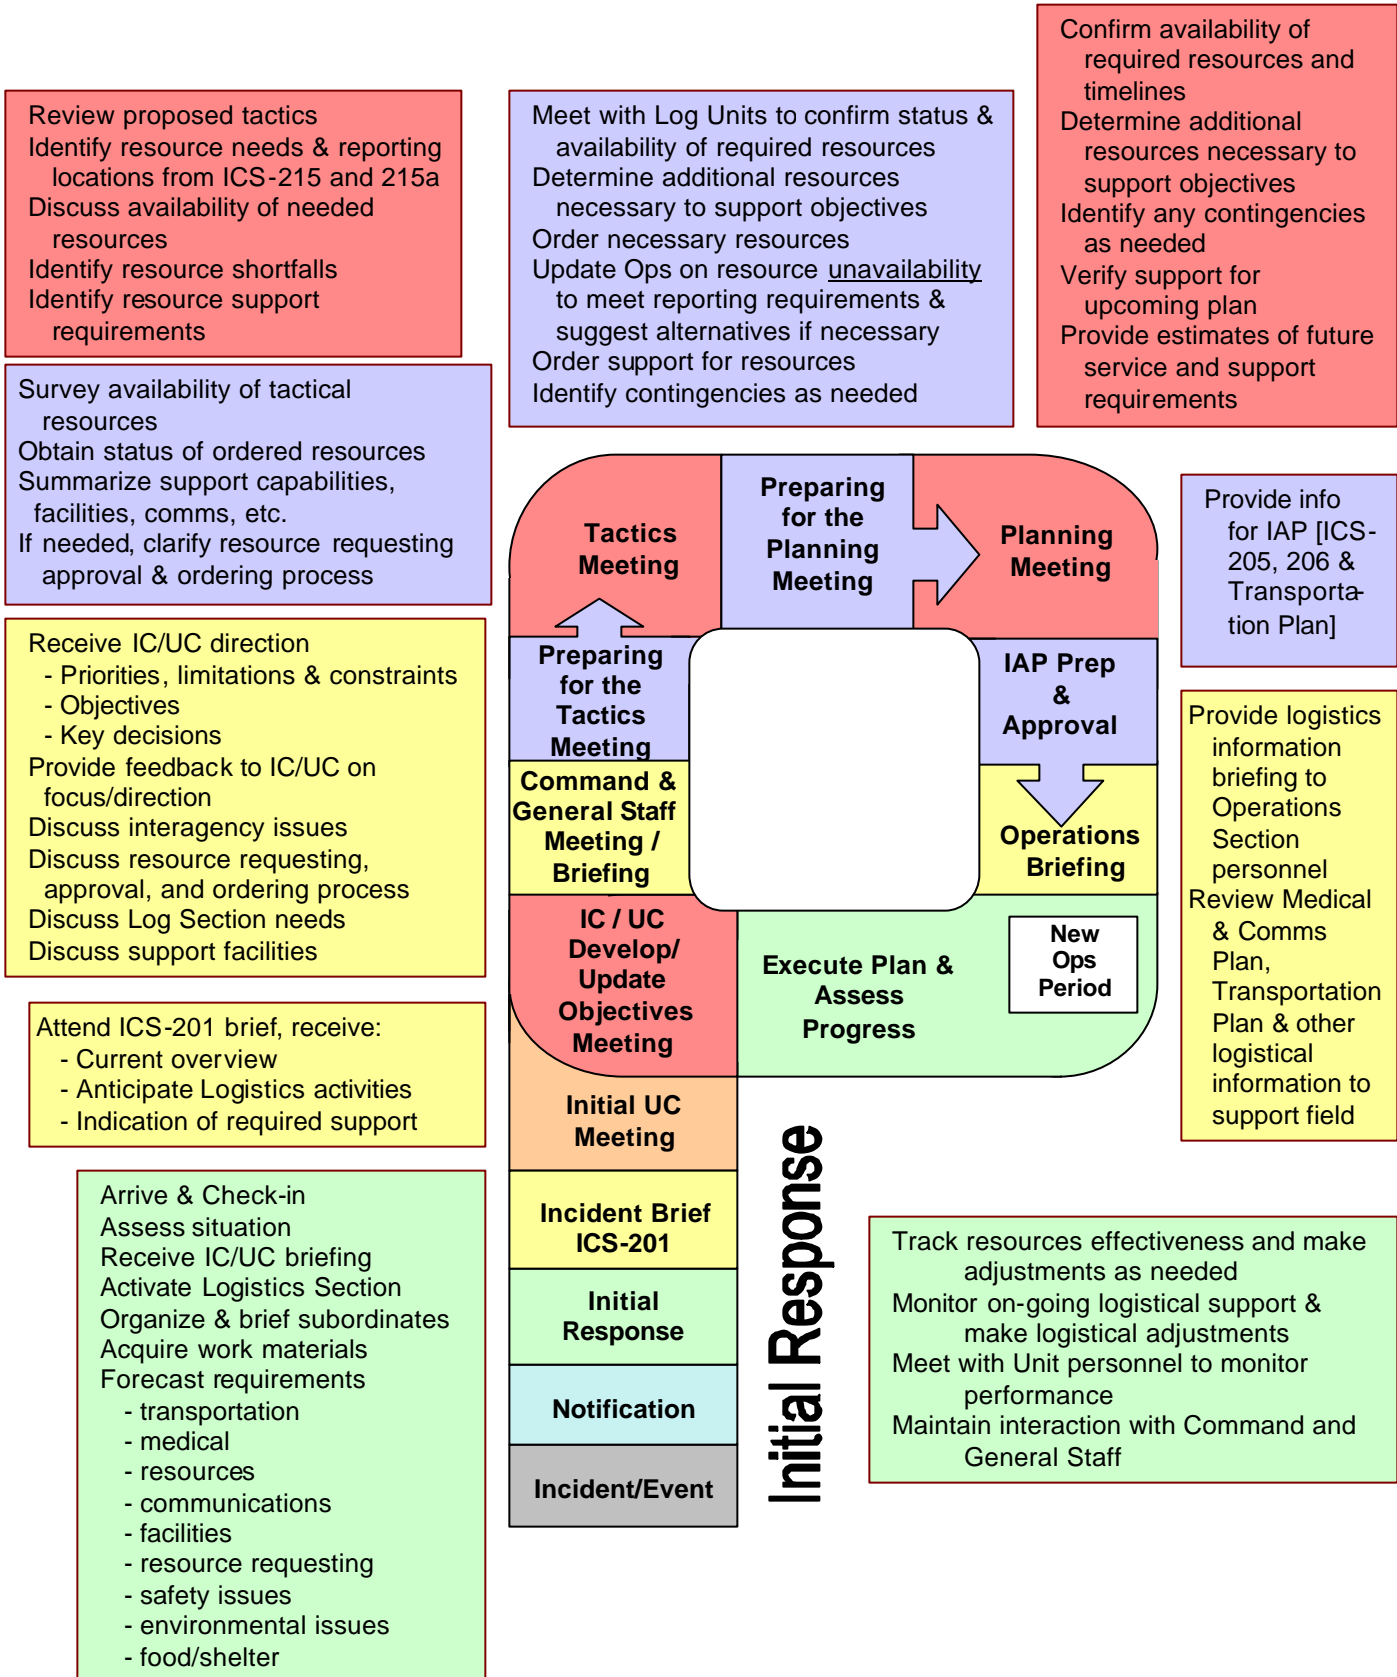 Confirm availability of
required resources and
timelines
Determine additional
resources necessary to
support objectives
Identify any contingencies
as needed
Verify support for
upcoming plan
Provide estimates of future
service and support
requirements
Review proposed tactics
Identify resource needs & reporting
locations from ICS-215 and 215a
Discuss availability of needed
resources
Identify resource shortfalls
Identify resource support
requirements
Meet with Log Units to confirm status &
availability of required resources
Determine additional resources
necessary to support objectives
Order necessary resources
Update Ops on resource unavailability
to meet reporting requirements &
suggest alternatives if necessary
Order support for resources
Identify contingencies as needed
Survey availability of tactical
resources
Obtain status of ordered resources
Summarize support capabilities,
facilities, comms, etc.
If needed, clarify resource requesting
approval & ordering process
Tactics
Meeting
Preparing
for the
Planning
Meeting
Planning
Meeting
Provide info
for IAP [ICS-
205, 206 &
Transporta-
tion Plan]
Receive IC/UC direction
- Priorities, limitations & constraints
- Objectives
- Key decisions
Provide feedback to IC/UC on
focus/direction
Discuss interagency issues
Discuss resource requesting,
approval, and ordering process
Discuss Log Section needs
Discuss support facilities
Preparing
for the
Tactics
Meeting
IAP Prep
&
Approval
Command &
General Staff
Meeting /
Briefing
Operations
Briefing
Provide logistics
information
briefing to
Operations
Section
personnel
Review Medical
& Comms
Plan,
Transportation
Plan & other
logistical
information to
support field
IC / UC
Develop/
Update
Objectives
Meeting
Execute Plan &
Assess
Progress
New
Ops
Period
Attend ICS-201 brief, receive:
- Current overview
- Anticipate Logistics activities
- Indication of required support
Initial UC
Meeting
Incident Brief
ICS-201
Initial
Response
Notification
Incident/Event
Initial Response
Arrive & Check-in
Assess situation
Receive IC/UC briefing
Activate Logistics Section
Organize & brief subordinates
Acquire work materials
Forecast requirements
- transportation
- medical
- resources
- communications
- facilities
- resource requesting
- safety issues
- environmental issues
- food/shelter
Track resources effectiveness and make
adjustments as needed
Monitor on-going logistical support &
make logistical adjustments
Meet with Unit personnel to monitor
performance
Maintain interaction with Command and
General Staff